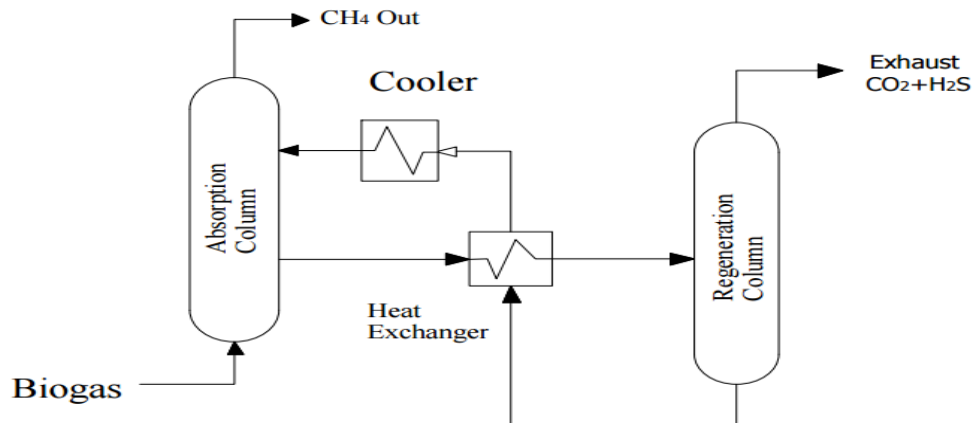 CH4 Out
Exhaust
CO2+H2S
Cooler
Absorption
Column
Regeneration
Column
Heat
Exchanger
Biogas